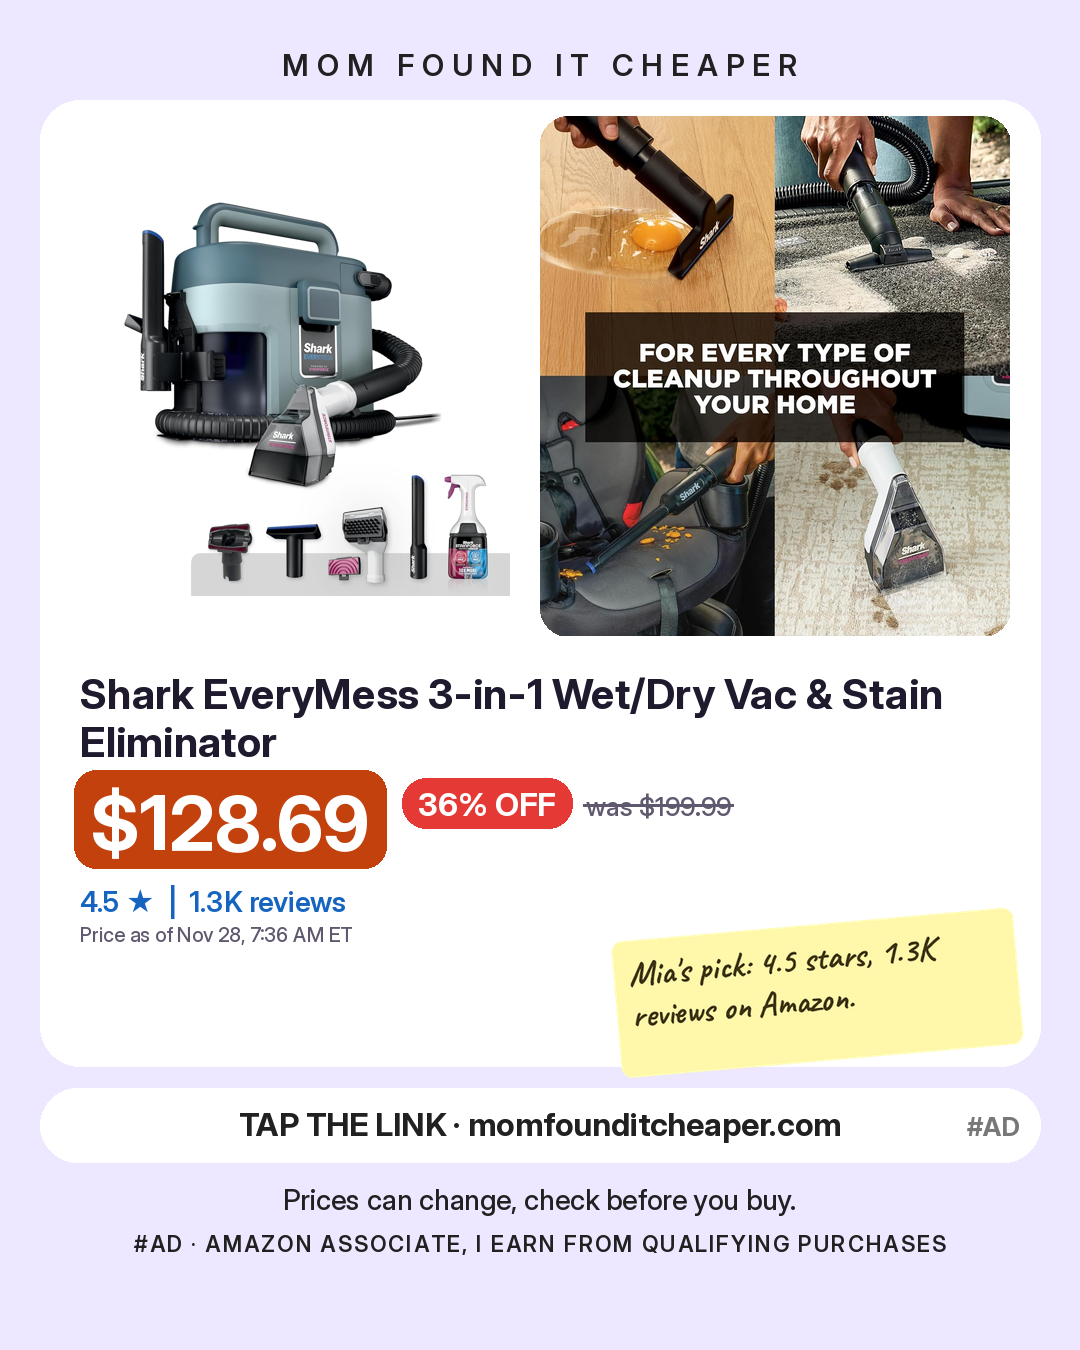 MOM FOUND IT CHEAPER
Shark
Shark
Shark
FOR EVERY TYPE OF
CLEANUP THROUGHOUT
YOUR HOME
Shark
Shark
Shark EveryMess 3-in-1 Wet/Dry Vac & Stain
Eliminator
$128.69
36% OFF
was $199.99
4.5 ★ | 1.3K reviews
Price as of Nov 28, 7:36 AM ET
Mia's pick: 4.5 stars, 1.3K
reviews on Amazon.
TAP THE LINK · momfounditcheaper.com
#AD
Prices can change, check before you buy.
#AD · AMAZON ASSOCIATE, I EARN FROM QUALIFYING PURCHASES